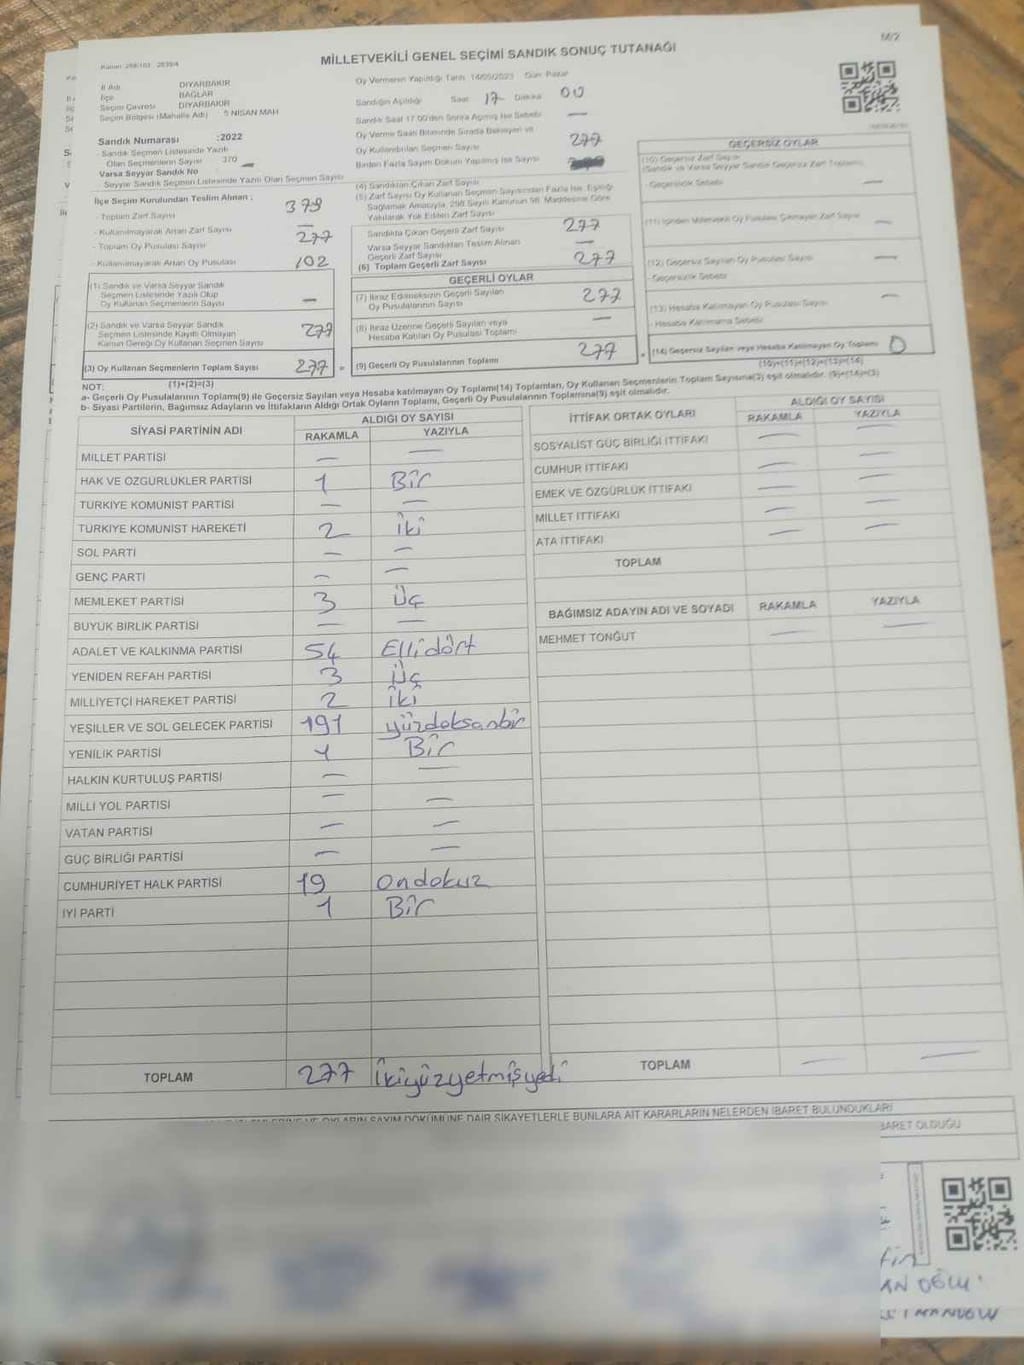 M/2
MİLLETVEKİLİ GENEL SEÇİMİ SANDIK SONUÇ TUTANAĞI
İl Adı DİYARBAKIR
İlçe BAĞLAR
Seçim Çevresi DİYARBAKIR
Seçim Bölgesi (Mahalle Adı) 5 NİSAN MAH
Sandık Numarası :2022
- Sandık Seçmen Listesinde Yazılı
Olan Seçmenlerin Sayısı 370
Varsa Seyyar Sandık No
Seyyar Sandık Seçmen Listesinde Yazılı Olan Seçmen Sayısı
Oy Vermenin Yapıldığı Tarih 14/05/2023 Gün Pazar
Sandığın Açıldığı Saat 17 Dakika 00
Sandık Saat 17.00'den Sonra Açılmış İse Sebebi —
Oy Verme Saati Bitiminde Sırada Bekleyen ve
Oy Kullandırılan Seçmen Sayısı 277
Birden Fazla Sayım Döküm Yapılmış İse Sayısı
İlçe Seçim Kurulundan Teslim Alınan ;
- Toplam Zarf Sayısı 379
- Kullanılmayarak Artan Zarf Sayısı —
- Toplam Oy Pusulası Sayısı 277
- Kullanılmayarak Artan Oy Pusulası 102
(1) Sandık ve Varsa Seyyar Sandık
Seçmen Listesinde Yazılı Olup
Oy Kullanan Seçmenlerin Sayısı —
(2) Sandık ve Varsa Seyyar Sandık
Seçmen Listesinde Kayıtlı Olmayan
Kanun Gereği Oy Kullanan Seçmen Sayısı 277
(3) Oy Kullanan Seçmenlerin Toplam Sayısı 277
(1)+(2)=(3)
(4) Sandıktan Çıkan Zarf Sayısı
(5) Zarf Sayısı Oy Kullanan Seçmen Sayısından Fazla İse, Eşitliği
Sağlamak Amacıyla, 298 Sayılı Kanunun 98. Maddesine Göre
Yakılarak Yok Edilen Zarf Sayısı
Sandıkta Çıkan Geçerli Zarf Sayısı 277
Varsa Seyyar Sandıktan Teslim Alınan
Geçerli Zarf Sayısı —
(6) Toplam Geçerli Zarf Sayısı 277
GEÇERLİ OYLAR
(7) İtiraz Edilmeksizin Geçerli Sayılan
Oy Pusulalarının Sayısı 277
(8) İtiraz Üzerine Geçerli Sayılan veya
Hesaba Katılan Oy Pusulası Toplamı —
(9) Geçerli Oy Pusulalarının Toplamı 277
GEÇERSİZ OYLAR
(10) Geçersiz Zarf Sayısı
(Sandık ve Varsa Seyyar Sandık Geçersiz Zarf Toplamı)
- Geçersizlik Sebebi —
(11) İçinden Milletvekili Oy Pusulası Çıkmayan Zarf Sayısı —
(12) Geçersiz Sayılan Oy Pusulası Sayısı —
- Geçersizlik Sebebi
(13) Hesaba Katılmayan Oy Pusulası Sayısı —
- Hesaba Katılmama Sebebi
(14) Geçersiz Sayılan veya Hesaba Katılmayan Oy Toplamı 0
(10)+(11)+(12)+(13)=(14)
NOT:
a- Geçerli Oy Pusulalarının Toplamı(9) ile Geçersiz Sayılan veya Hesaba katılmayan Oy Toplamı(14) Toplamları, Oy Kullanan Seçmenlerin Toplam Sayısına(3) eşit olmalıdır. (9)+(14)=(3)
b- Siyasi Partilerin, Bağımsız Adayların ve İttifakların Aldığı Ortak Oyların Toplamı, Geçerli Oy Pusulalarının Toplamına(9) eşit olmalıdır.
SİYASİ PARTİNİN ADI ALDIĞI OY SAYISI
RAKAMLA YAZIYLA
MİLLET PARTİSİ — —
HAK VE ÖZGÜRLÜKLER PARTİSİ 1 Bir
TÜRKİYE KOMÜNİST PARTİSİ — —
TÜRKİYE KOMÜNİST HAREKETİ 2 İki
SOL PARTİ — —
GENÇ PARTİ — —
MEMLEKET PARTİSİ 3 Üç
BÜYÜK BİRLİK PARTİSİ — —
ADALET VE KALKINMA PARTİSİ 54 Ellidört
YENİDEN REFAH PARTİSİ 3 Üç
MİLLİYETÇİ HAREKET PARTİSİ 2 İki
YEŞİLLER VE SOL GELECEK PARTİSİ 191 yüzdoksanbir
YENİLİK PARTİSİ 1 Bir
HALKIN KURTULUŞ PARTİSİ — —
MİLLİ YOL PARTİSİ — —
VATAN PARTİSİ — —
GÜÇ BİRLİĞİ PARTİSİ — —
CUMHURİYET HALK PARTİSİ 19 Ondokuz
İYİ PARTİ 1 Bir
TOPLAM 277 İkiyüzyetmişyedi
İTTİFAK ORTAK OYLARI ALDIĞI OY SAYISI
RAKAMLA YAZIYLA
SOSYALİST GÜÇ BİRLİĞİ İTTİFAKI — —
CUMHUR İTTİFAKI — —
EMEK VE ÖZGÜRLÜK İTTİFAKI — —
MİLLET İTTİFAKI — —
ATA İTTİFAKI — —
TOPLAM
BAĞIMSIZ ADAYIN ADI VE SOYADI RAKAMLA YAZIYLA
MEHMET TONĞUT — —
TOPLAM — —
OYLARIN SAYIM DÖKÜMÜNE DAİR ŞİKAYETLERLE BUNLARA AİT KARARLARIN NELERDEN İBARET BULUNDUKLARI
İBARET OLDUĞU